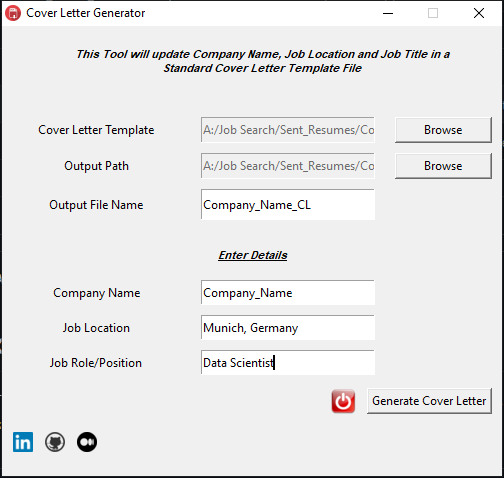 Cover Letter Generator
This Tool will update Company Name, Job Location and Job Title in a
Standard Cover Letter Template File
Cover Letter Template A:/Job Search/Sent_Resumes/Co Browse
Output Path A:/Job Search/Sent_Resumes/Co Browse
Output File Name Company_Name_CL
Enter Details
Company Name Company_Name
Job Location Munich, Germany
Job Role/Position Data Scientist
Generate Cover Letter
in